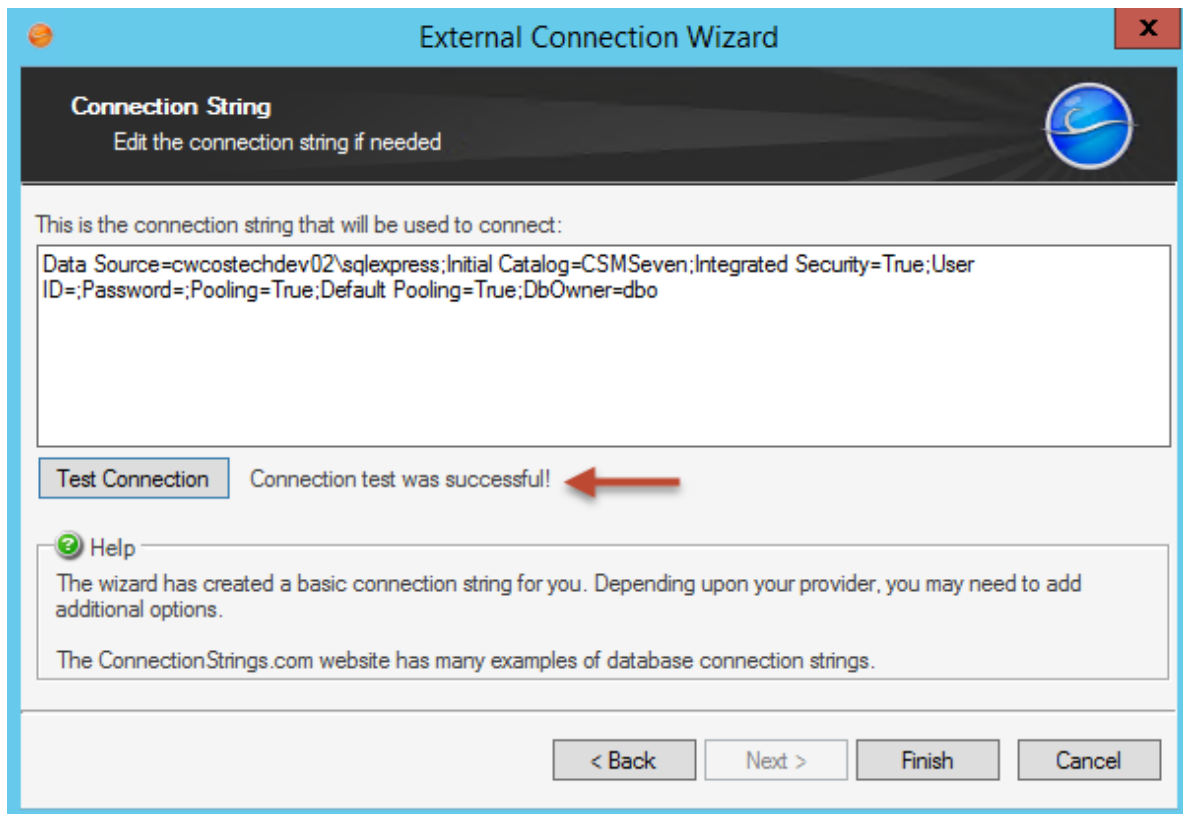 External Connection Wizard
X
Connection String
Edit the connection string if needed
This is the connection string that will be used to connect:
Data Source=cwcostechdev02\sqlexpress;Initial Catalog=CSMSeven;Integrated Security=True;User
ID=;Password=;Pooling=True;Default Pooling=True;DbOwner=dbo
Test Connection Connection test was successful!
? Help
The wizard has created a basic connection string for you. Depending upon your provider, you may need to add
additional options.
The ConnectionStrings.com website has many examples of database connection strings.
< Back Next > Finish Cancel